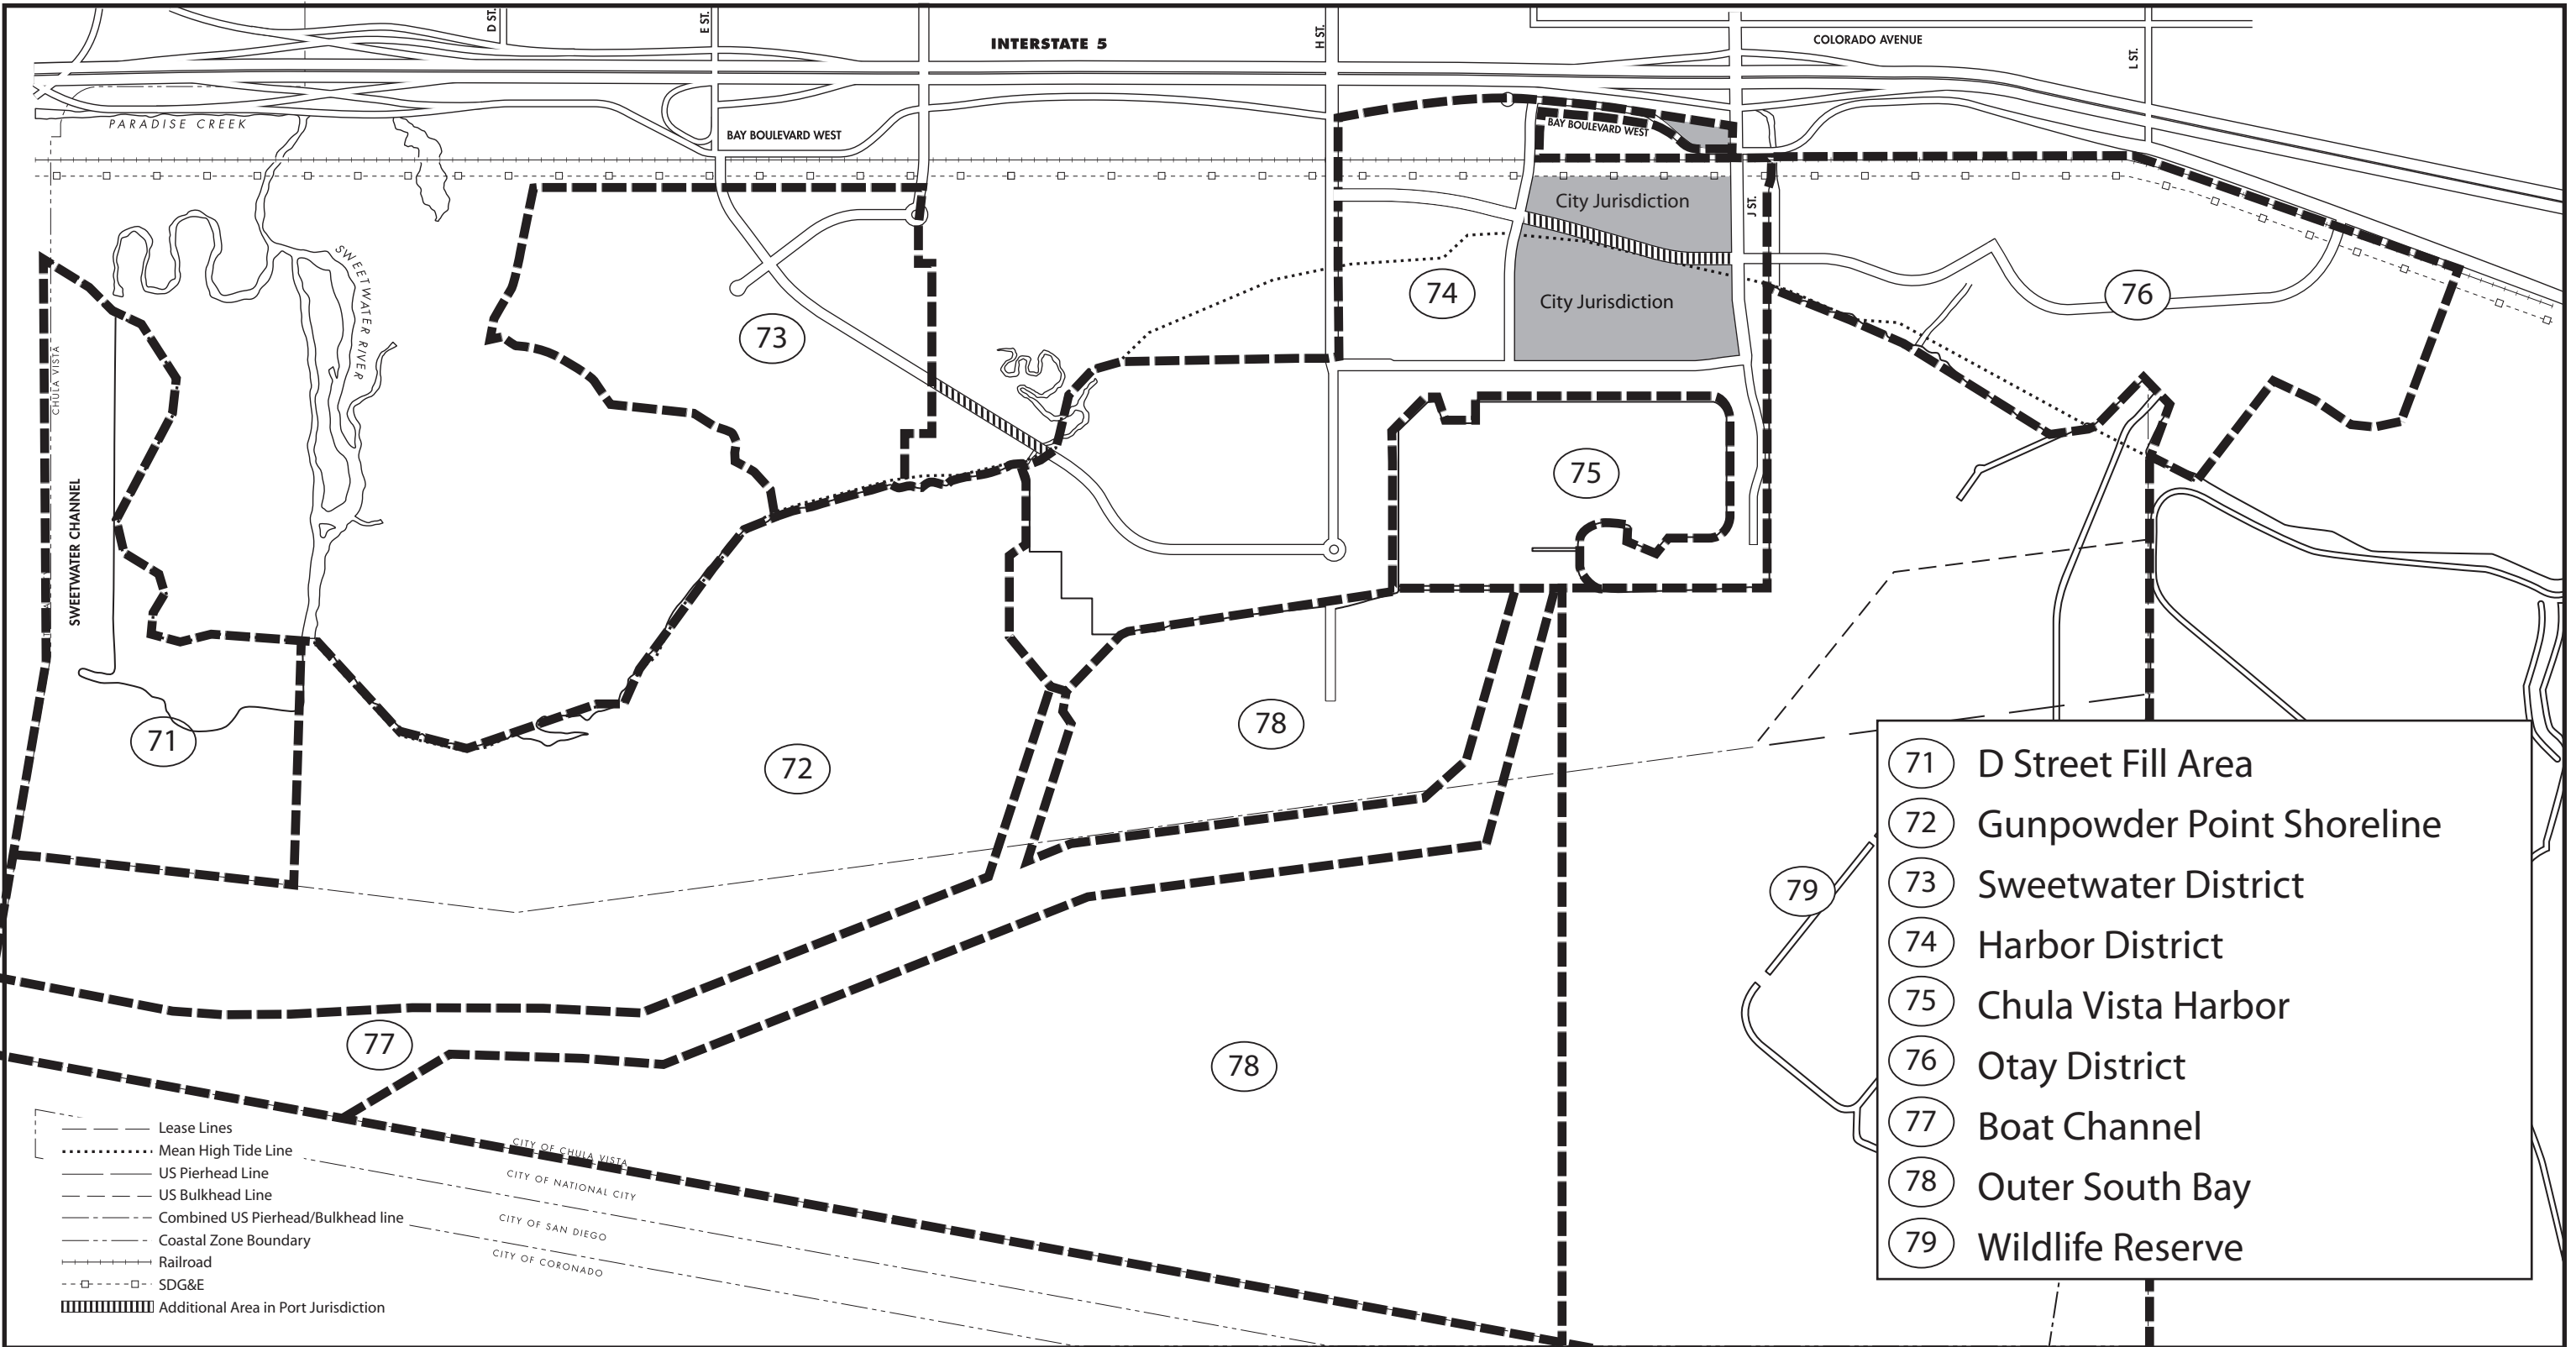 D ST.
E ST.
INTERSTATE 5
H ST.
COLORADO AVENUE
L ST.
PARADISE CREEK
BAY BOULEVARD WEST
BAY BOULEVARD WEST
City Jurisdiction
J ST.
SWEETWATER RIVER
74
City Jurisdiction
76
73
CHULA VISTA
75
SWEETWATER CHANNEL
71
72
78
79
77
78
71 D Street Fill Area
72 Gunpowder Point Shoreline
73 Sweetwater District
74 Harbor District
75 Chula Vista Harbor
76 Otay District
77 Boat Channel
78 Outer South Bay
79 Wildlife Reserve
Lease Lines
Mean High Tide Line
US Pierhead Line
US Bulkhead Line
Combined US Pierhead/Bulkhead line
Coastal Zone Boundary
Railroad
SDG&E
Additional Area in Port Jurisdiction
CITY OF CHULA VISTA
CITY OF NATIONAL CITY
CITY OF SAN DIEGO
CITY OF CORONADO